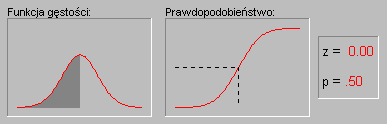 Funkcja gęstości:
Prawdopodobieństwo:
z = 0.00
p = .50